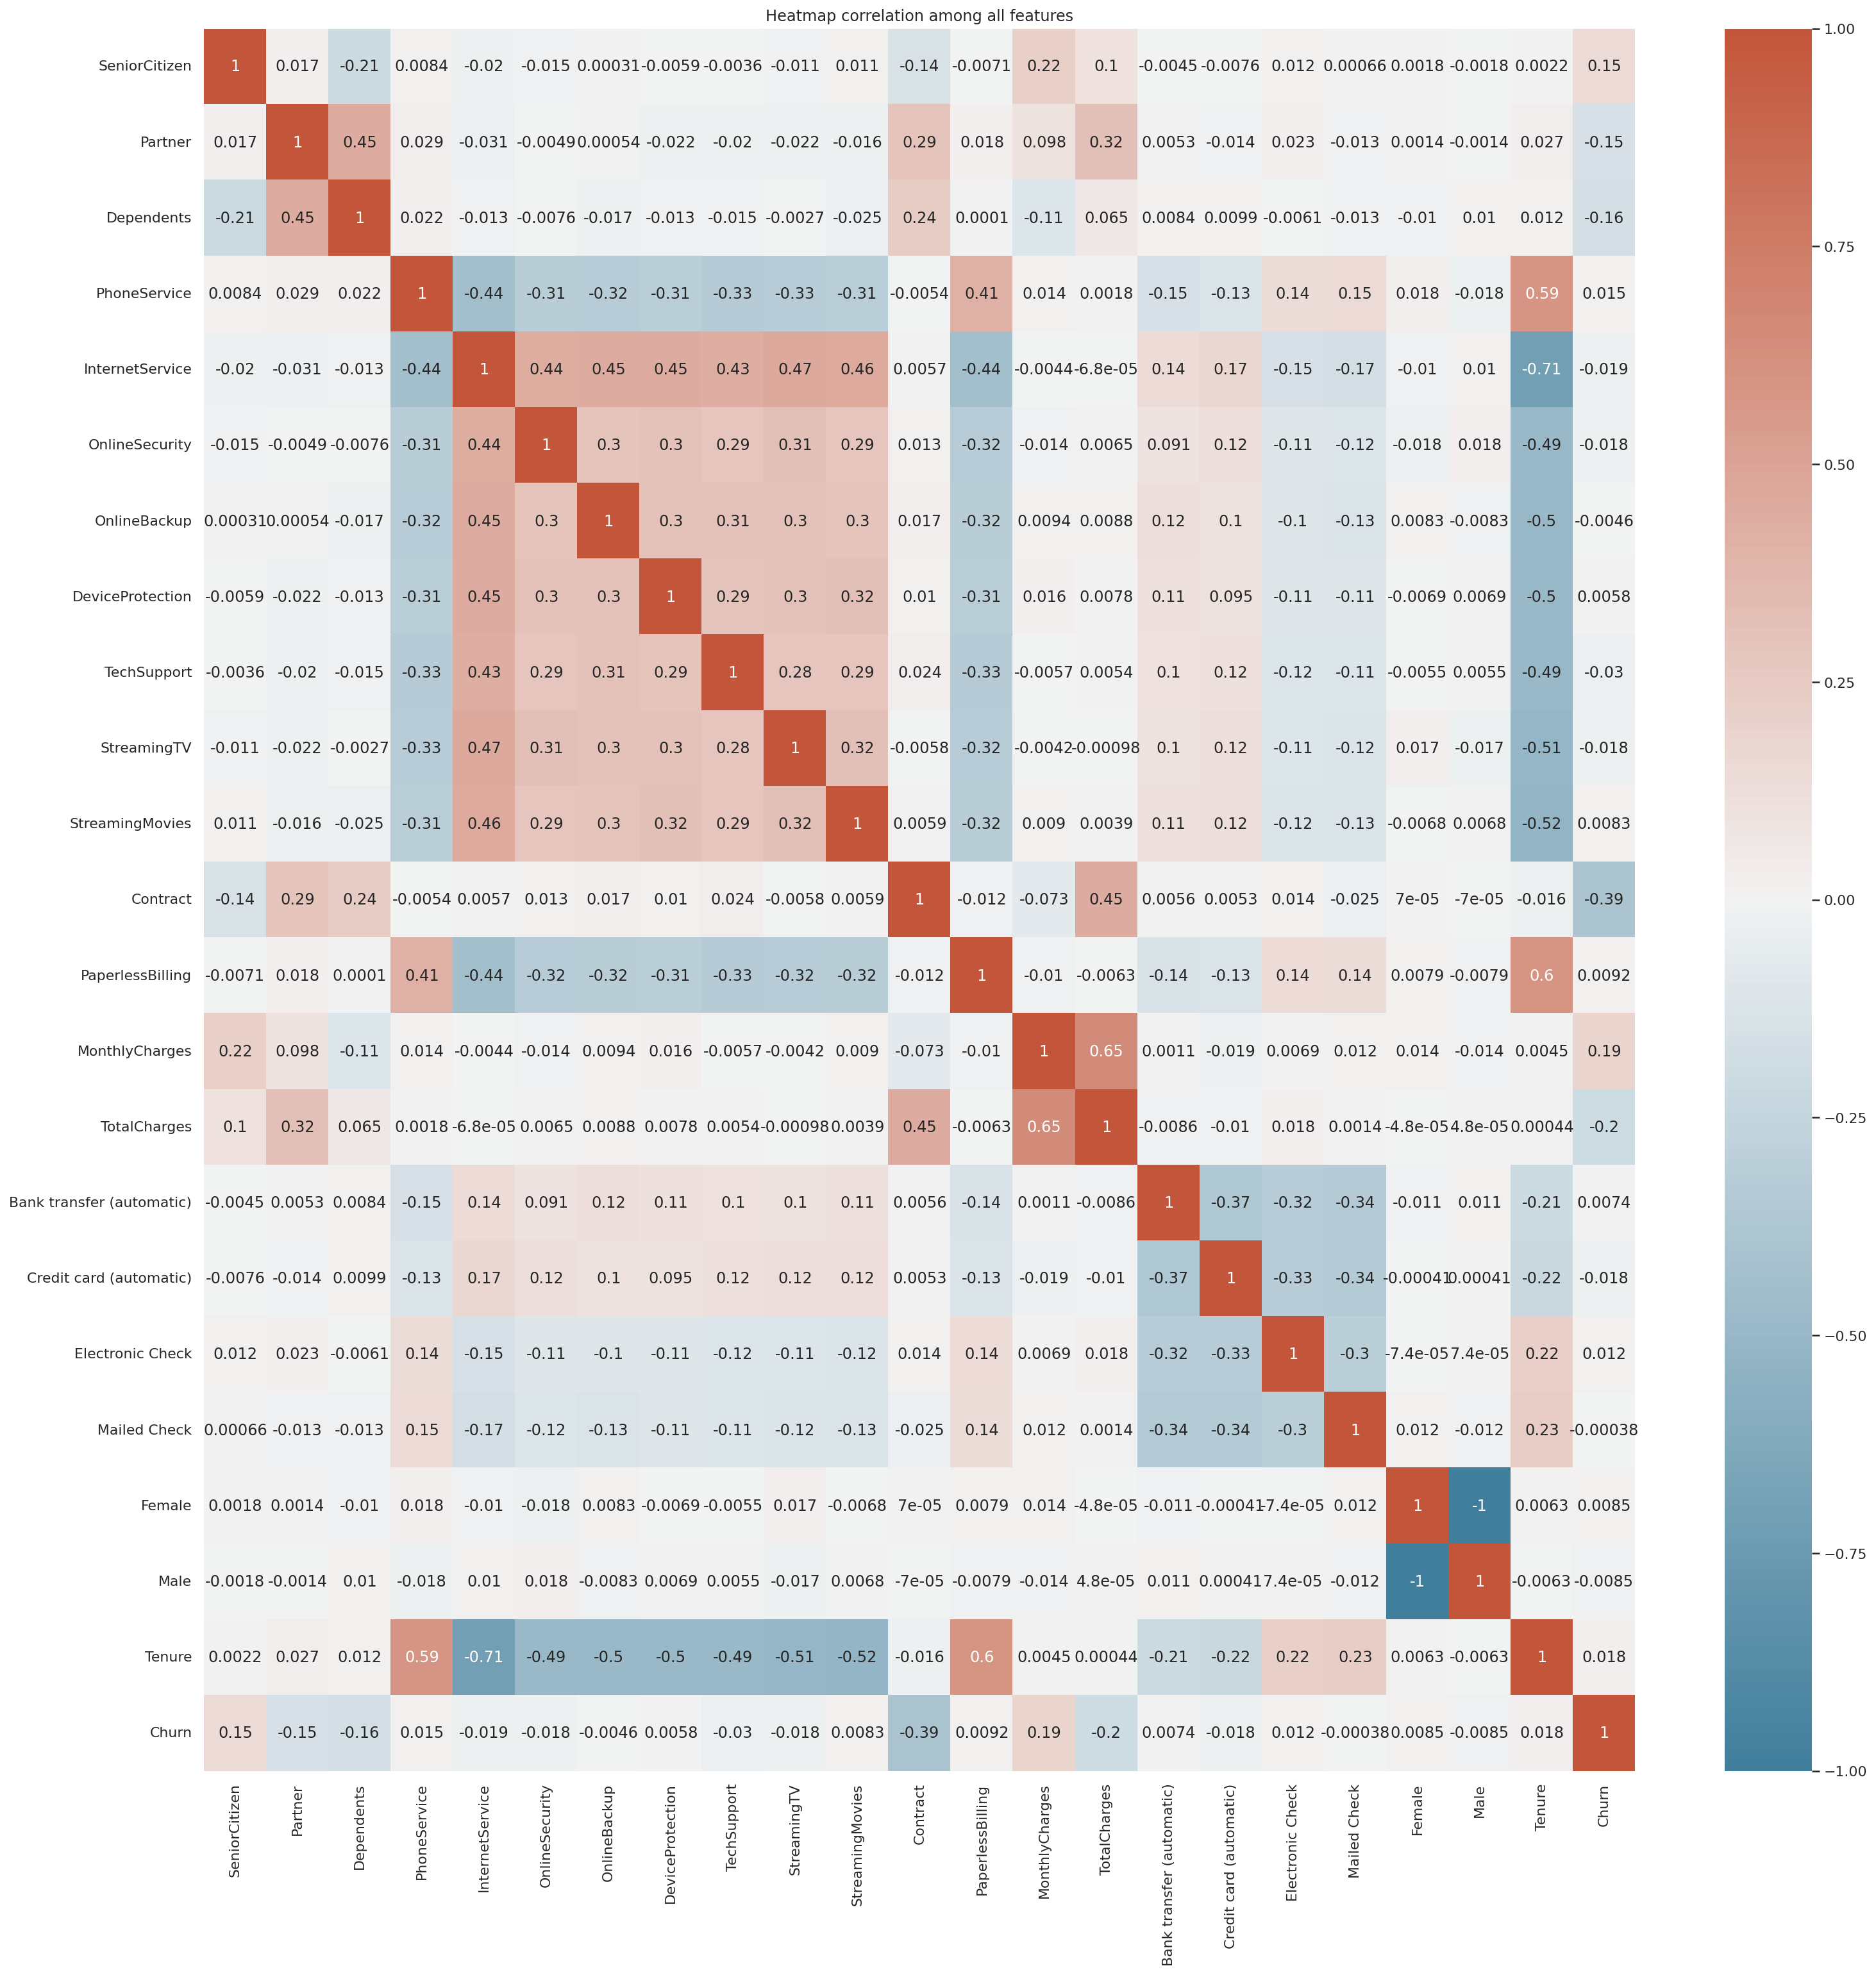 Heatmap correlation among all features
SeniorCitizen 1 0.017 -0.21 0.0084 -0.02 -0.015 0.00031 -0.0059 -0.0036 -0.011 0.011 -0.14 -0.0071 0.22 0.1 -0.0045 -0.0076 0.012 0.00066 0.0018 -0.0018 0.0022 0.15
Partner 0.017 1 0.45 0.029 -0.031 -0.0049 0.00054 -0.022 -0.02 -0.022 -0.016 0.29 0.018 0.098 0.32 0.0053 -0.014 0.023 -0.013 0.0014 -0.0014 0.027 -0.15
Dependents -0.21 0.45 1 0.022 -0.013 -0.0076 -0.017 -0.013 -0.015 -0.0027 -0.025 0.24 0.0001 -0.11 0.065 0.0084 0.0099 -0.0061 -0.013 -0.01 0.01 0.012 -0.16
PhoneService 0.0084 0.029 0.022 1 -0.44 -0.31 -0.32 -0.31 -0.33 -0.33 -0.31 -0.0054 0.41 0.014 0.0018 -0.15 -0.13 0.14 0.15 0.018 -0.018 0.59 0.015
InternetService -0.02 -0.031 -0.013 -0.44 1 0.44 0.45 0.45 0.43 0.47 0.46 0.0057 -0.44 -0.0044 -6.8e-05 0.14 0.17 -0.15 -0.17 -0.01 0.01 -0.71 -0.019
OnlineSecurity -0.015 -0.0049 -0.0076 -0.31 0.44 1 0.3 0.3 0.29 0.31 0.29 0.013 -0.32 -0.014 0.0065 0.091 0.12 -0.11 -0.12 -0.018 0.018 -0.49 -0.018
OnlineBackup 0.00031 0.00054 -0.017 -0.32 0.45 0.3 1 0.3 0.31 0.3 0.3 0.017 -0.32 0.0094 0.0088 0.12 0.1 -0.1 -0.13 0.0083 -0.0083 -0.5 -0.0046
DeviceProtection -0.0059 -0.022 -0.013 -0.31 0.45 0.3 0.3 1 0.29 0.3 0.32 0.01 -0.31 0.016 0.0078 0.11 0.095 -0.11 -0.11 -0.0069 0.0069 -0.5 0.0058
TechSupport -0.0036 -0.02 -0.015 -0.33 0.43 0.29 0.31 0.29 1 0.28 0.29 0.024 -0.33 -0.0057 0.0054 0.1 0.12 -0.12 -0.11 -0.0055 0.0055 -0.49 -0.03
StreamingTV -0.011 -0.022 -0.0027 -0.33 0.47 0.31 0.3 0.3 0.28 1 0.32 -0.0058 -0.32 -0.0042 -0.00098 0.1 0.12 -0.11 -0.12 0.017 -0.017 -0.51 -0.018
StreamingMovies 0.011 -0.016 -0.025 -0.31 0.46 0.29 0.3 0.32 0.29 0.32 1 0.0059 -0.32 0.009 0.0039 0.11 0.12 -0.12 -0.13 -0.0068 0.0068 -0.52 0.0083
Contract -0.14 0.29 0.24 -0.0054 0.0057 0.013 0.017 0.01 0.024 -0.0058 0.0059 1 -0.012 -0.073 0.45 0.0056 0.0053 0.014 -0.025 7e-05 -7e-05 -0.016 -0.39
PaperlessBilling -0.0071 0.018 0.0001 0.41 -0.44 -0.32 -0.32 -0.31 -0.33 -0.32 -0.32 -0.012 1 -0.01 -0.0063 -0.14 -0.13 0.14 0.14 0.0079 -0.0079 0.6 0.0092
MonthlyCharges 0.22 0.098 -0.11 0.014 -0.0044 -0.014 0.0094 0.016 -0.0057 -0.0042 0.009 -0.073 -0.01 1 0.65 0.0011 -0.019 0.0069 0.012 0.014 -0.014 0.0045 0.19
TotalCharges 0.1 0.32 0.065 0.0018 -6.8e-05 0.0065 0.0088 0.0078 0.0054 -0.00098 0.0039 0.45 -0.0063 0.65 1 -0.0086 -0.01 0.018 0.0014 -4.8e-05 4.8e-05 0.00044 -0.2
Bank transfer (automatic) -0.0045 0.0053 0.0084 -0.15 0.14 0.091 0.12 0.11 0.1 0.1 0.11 0.0056 -0.14 0.0011 -0.0086 1 -0.37 -0.32 -0.34 -0.011 0.011 -0.21 0.0074
Credit card (automatic) -0.0076 -0.014 0.0099 -0.13 0.17 0.12 0.1 0.095 0.12 0.12 0.12 0.0053 -0.13 -0.019 -0.01 -0.37 1 -0.33 -0.34 -0.00041 0.00041 -0.22 -0.018
Electronic Check 0.012 0.023 -0.0061 0.14 -0.15 -0.11 -0.1 -0.11 -0.12 -0.11 -0.12 0.014 0.14 0.0069 0.018 -0.32 -0.33 1 -0.3 -7.4e-05 7.4e-05 0.22 0.012
Mailed Check 0.00066 -0.013 -0.013 0.15 -0.17 -0.12 -0.13 -0.11 -0.11 -0.12 -0.13 -0.025 0.14 0.012 0.0014 -0.34 -0.34 -0.3 1 0.012 -0.012 0.23 -0.00038
Female 0.0018 0.0014 -0.01 0.018 -0.01 -0.018 0.0083 -0.0069 -0.0055 0.017 -0.0068 7e-05 0.0079 0.014 -4.8e-05 -0.011 -0.00041 -7.4e-05 0.012 1 -1 0.0063 0.0085
Male -0.0018 -0.0014 0.01 -0.018 0.01 0.018 -0.0083 0.0069 0.0055 -0.017 0.0068 -7e-05 -0.0079 -0.014 4.8e-05 0.011 0.00041 7.4e-05 -0.012 -1 1 -0.0063 -0.0085
Tenure 0.0022 0.027 0.012 0.59 -0.71 -0.49 -0.5 -0.5 -0.49 -0.51 -0.52 -0.016 0.6 0.0045 0.00044 -0.21 -0.22 0.22 0.23 0.0063 -0.0063 1 0.018
Churn 0.15 -0.15 -0.16 0.015 -0.019 -0.018 -0.0046 0.0058 -0.03 -0.018 0.0083 -0.39 0.0092 0.19 -0.2 0.0074 -0.018 0.012 -0.00038 0.0085 -0.0085 0.018 1
SeniorCitizen
Partner
Dependents
PhoneService
InternetService
OnlineSecurity
OnlineBackup
DeviceProtection
TechSupport
StreamingTV
StreamingMovies
Contract
PaperlessBilling
MonthlyCharges
TotalCharges
Bank transfer (automatic)
Credit card (automatic)
Electronic Check
Mailed Check
Female
Male
Tenure
Churn
1.00
0.75
0.50
0.25
0.00
−0.25
−0.50
−0.75
−1.00